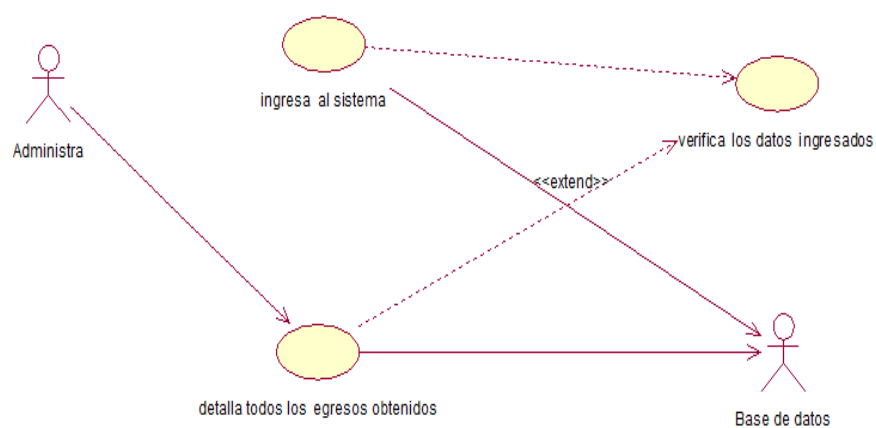 ingresa al sistema
Administra
verifica los datos ingresados
<<extend>>
detalla todos los egresos obtenidos
Base de datos